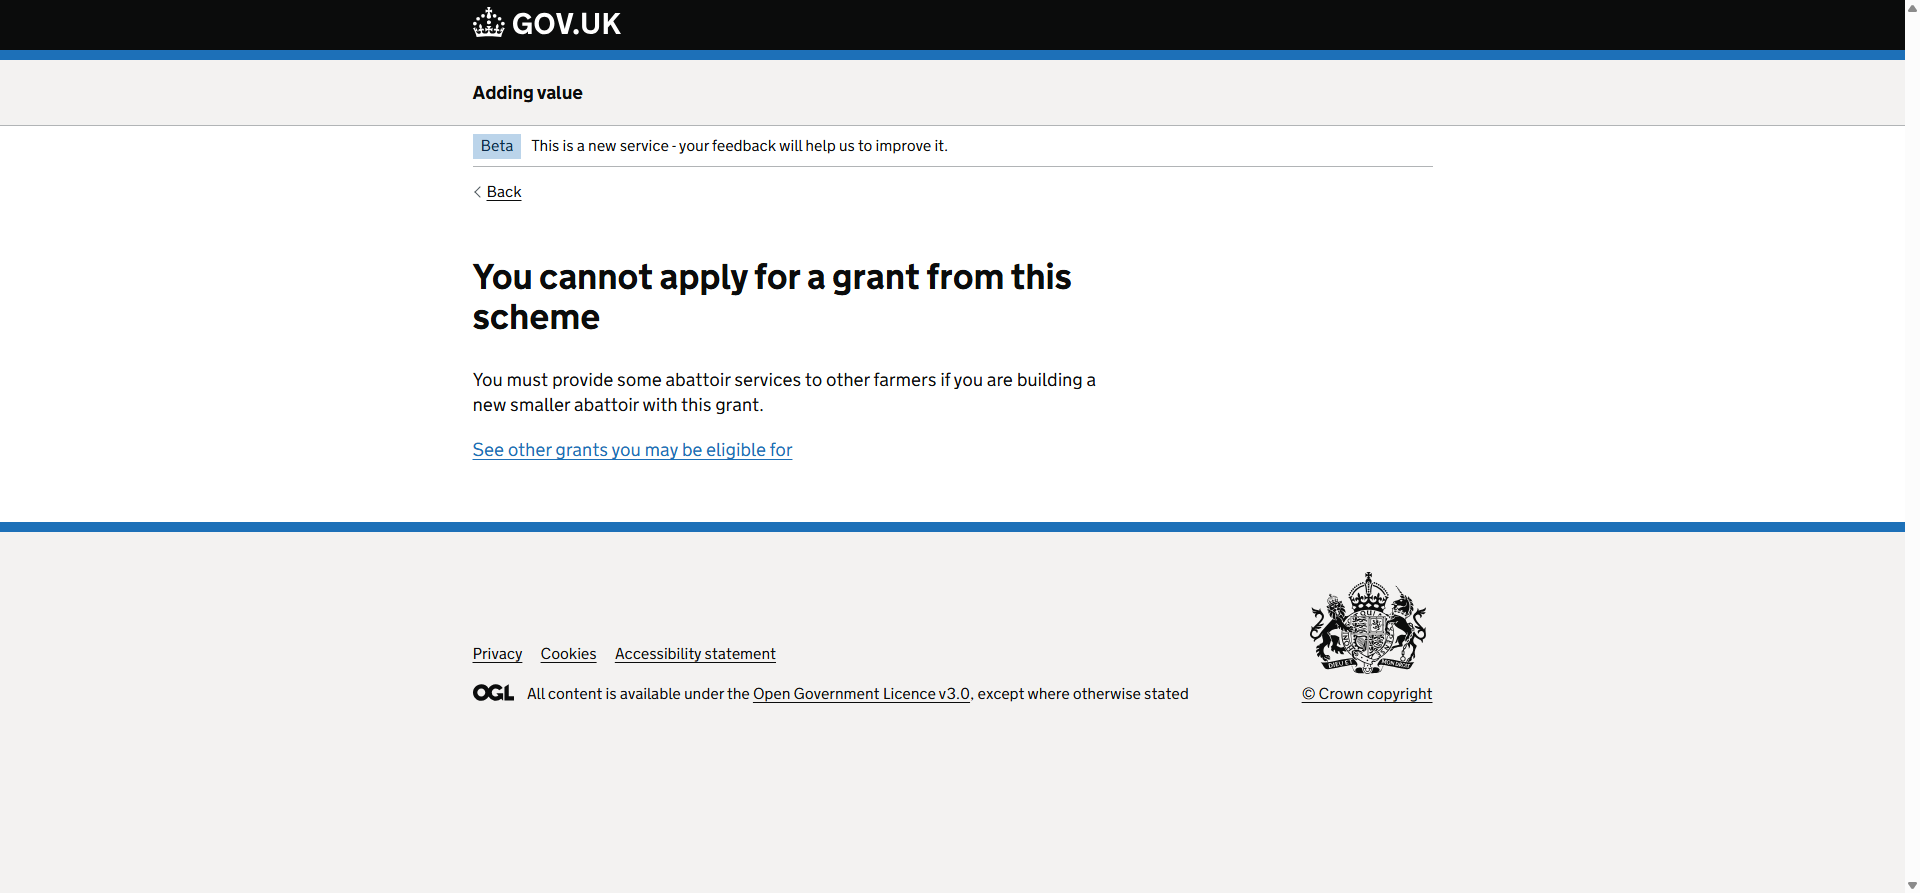 GOV.UK
Adding value
Beta This is a new service - your feedback will help us to improve it.
Back
You cannot apply for a grant from this
scheme
You must provide some abattoir services to other farmers if you are building a
new smaller abattoir with this grant.
See other grants you may be eligible for
Privacy Cookies Accessibility statement
OGL All content is available under the Open Government Licence v3.0, except where otherwise stated
© Crown copyright